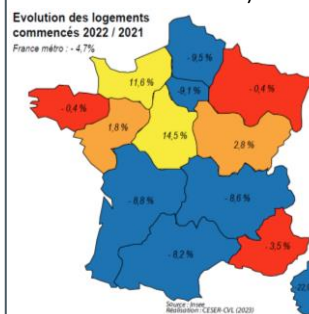 Evolution des logements
commencés 2022 / 2021
France métro : - 4,7%
- 9,5 %
11,6 %
- 9,1 %
- 0,4 %
- 0,4 %
1,8 %
14,5 %
2,8 %
- 8,8 %
- 8,6 %
- 8,2 %
- 3,5 %
Source : Insee
Réalisation : CESER-CVL (2023)